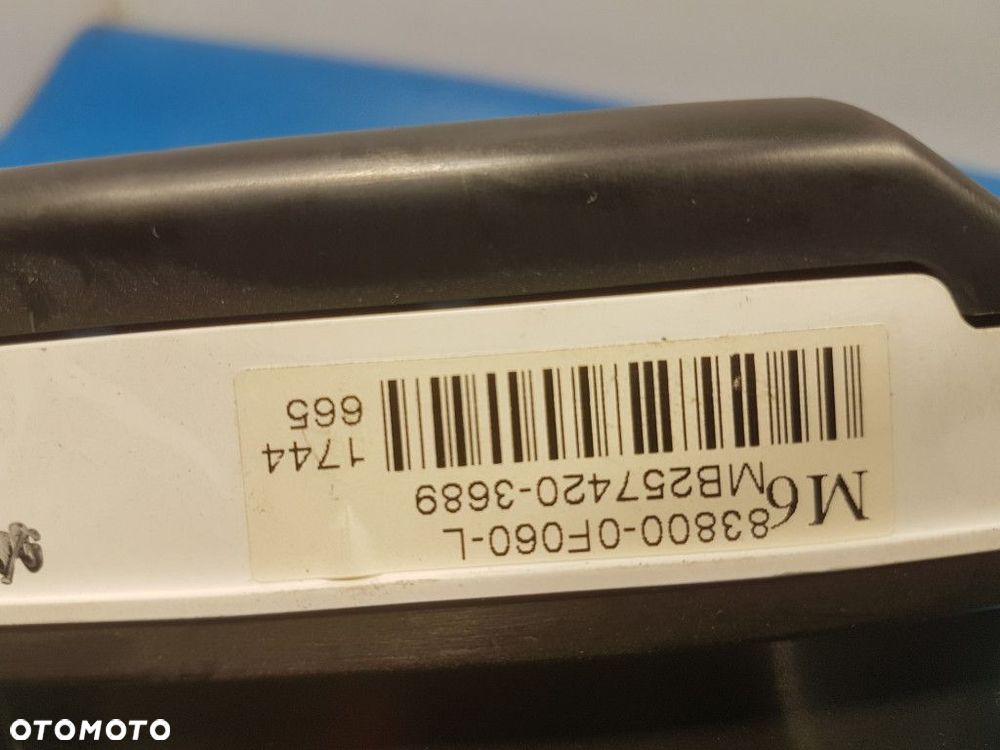 83800-0F060-L
M6
MB257420-3689
1744
665
OTOMOTO